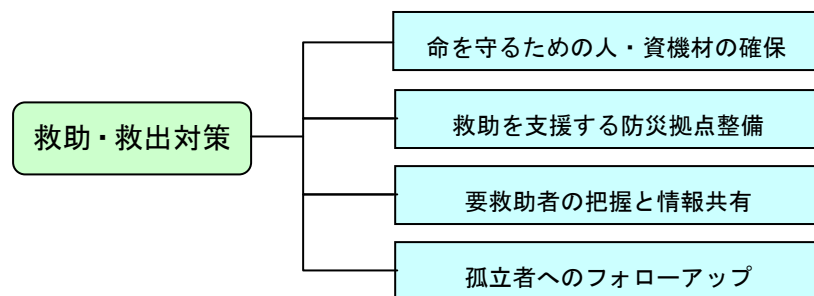 救助・救出対策
命を守るための人・資機材の確保
救助を支援する防災拠点整備
要救助者の把握と情報共有
孤立者へのフォローアップ